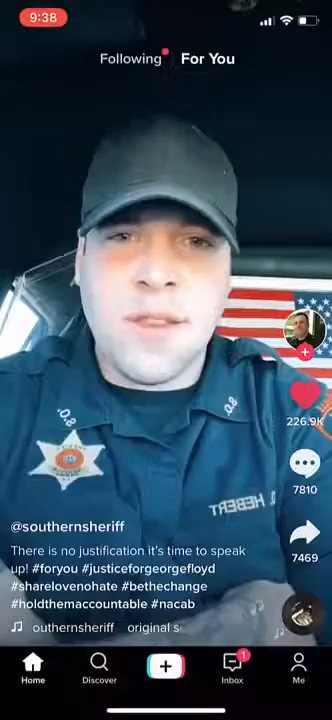 9:38
Following For You
D. HEBERT
226.9K
7810
7469
@southernsheriff
There is no justification it's time to speak
up! #foryou #justiceforgeorgefloyd
#sharelovenohate #bethechange
#holdthemaccountable #nacab
outhernsheriff original s
1
Home Discover Inbox Me